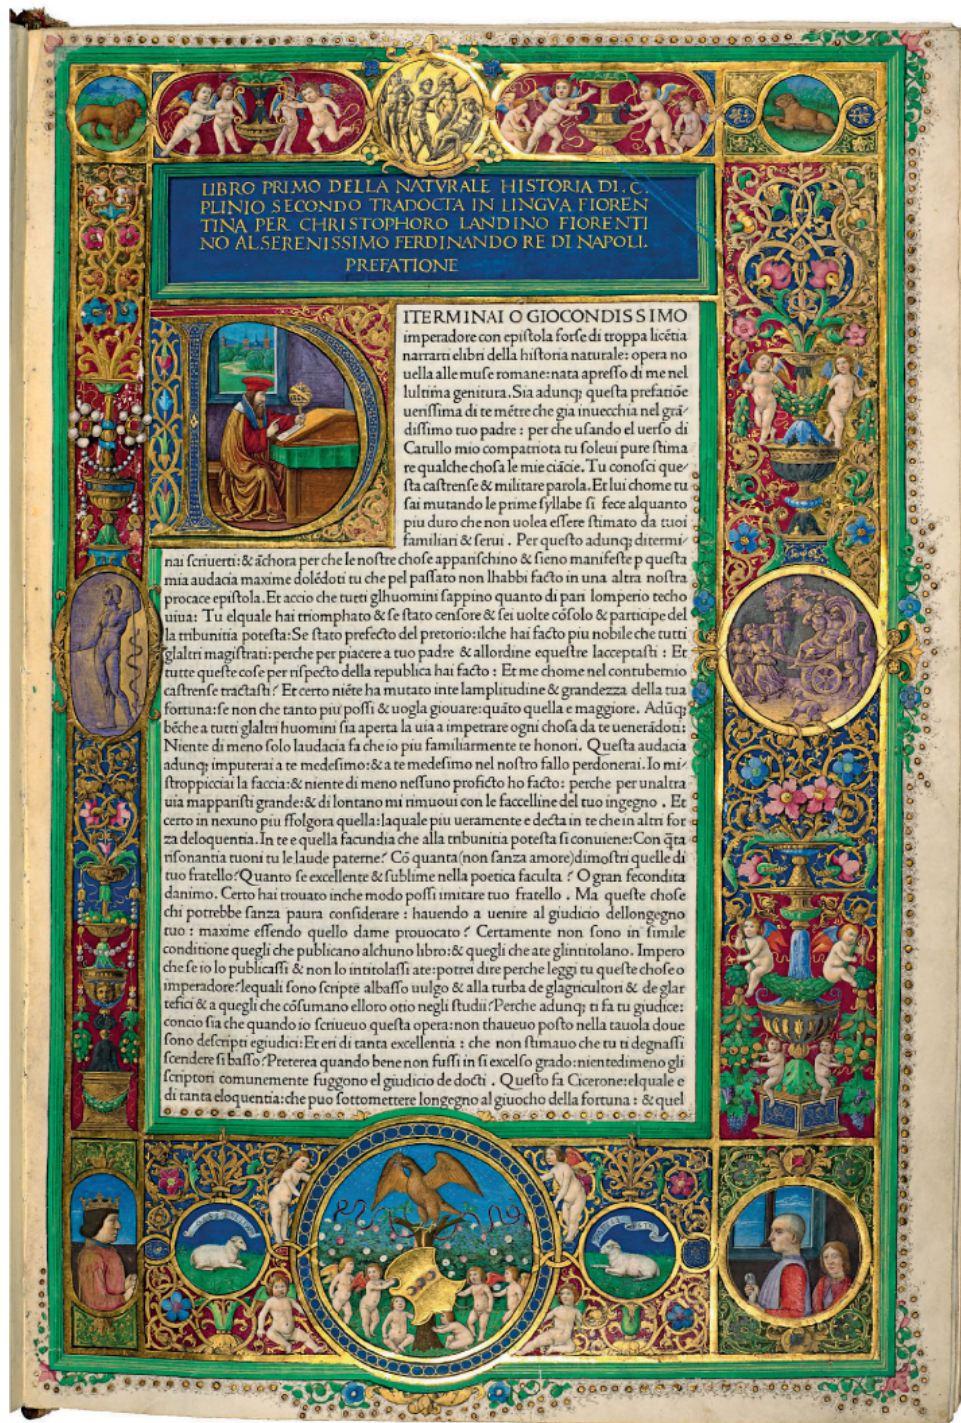 LIBRO PRIMO DELLA NATVRALE HISTORIA DI. C.
PLINIO SECONDO TRADOCTA IN LINGVA FIOREN
TINA PER CHRISTOPHORO LANDINO FIORENTI
NO AL SERENISSIMO FERDINANDO RE DI NAPOLI.
PREFATIONE
DITERMINAI O GIOCONDISSIMO
imperadore con epistola forse di troppa licẽtia
narrarti elibri della historia naturale: opera no
uella alle muse romane: nata apresso di me nel
lultima genitura. Sia adunq; questa prefatiõe
uerissima di te mẽtre che gia inuecchia nel grã
dissimo tuo padre: per che usando el uerso di
Catullo mio compatriota tu soleui pure stima
re qualche chosa le mie ciãcie. Tu conosci que
sta castrense & militare parola. Et lui chome tu
sai mutando le prime syllabe si fece alquanto
piu duro che non uolea essere stimato da tuoi
familiari & serui. Per questo adunq; ditermi
nai scriuerti: & ãchora per che le nostre chose apparischino & sieno manifeste p questa
mia audacia maxime dolẽdoti tu che pel passato non lhabbi facto in una altra nostra
procace epistola. Et accio che tutti glhuomini sappino quanto di pari lomperio techo
uiua: Tu elquale hai triomphato & se stato censore & sei uolte cõsolo & participe del
la tribunitia potesta: Se stato prefecto del pretorio: ilche hai facto piu nobile che tutti
glaltri magistrati: perche per piacere a tuo padre & allordine equestre lacceptasti: Et
tutte queste cose per rispecto della republica hai facto: Et me chome nel contubernio
castrense tractasti? Et certo niẽte ha mutato inte lamplitudine & grandezza della tua
fortuna: se non che tanto piu possi & uogla giouare: quãto quella e maggiore. Adũq;
bẽche a tutti glaltri huomini sia aperta la uia a impetrare ogni chosa da te uenerãdoti:
Niente di meno solo laudacia fa che io piu familiarmente te honori. Questa audacia
adunq; imputerai a te medesimo: & a te medesimo nel nostro fallo perdonerai. Io mi
stropicciai la faccia: & niente di meno nessuno proficto ho facto: perche per unaltra
uia mapparisti grande: & di lontano mi rimuoui con le faccelline del tuo ingegno. Et
certo in nexuno piu ffolgora quella: laquale piu ueramente e decta in te che in altri for
za deloquentia. In te e quella facundia che alla tribunitia potesta si conuiene: Con q̃ta
risonantia tuoni tu le laude paterne? Cõ quanta (non sanza amore) dimostri quelle di
tuo fratello? Quanto se excellente & sublime nella poetica faculta? O gran fecondita
danimo. Certo hai trouato inche modo possi imitare tuo fratello. Ma queste chose
chi potrebbe sanza paura considerare: hauendo a uenire al giudicio dellongegno
tuo: maxime essendo quello dame prouocato? Certamente non sono in simile
conditione quegli che publicano alchuno libro: & quegli che ate glintitolano. Impero
che se io lo publicassi & non lo intitolassi ate: potrei dire perche leggi tu queste chose o
imperadore? lequali sono scripte albasso uulgo & alla turba de glagricultori & de glar
tefici & a quegli che cõsumano elloro otio negli studii? Perche adunq; ti fa tu giudice:
concio sia che quando io scriueuo questa opera: non thaueuo posto nella tauola doue
sono descripti egiudici: Et eri di tanta excellentia: che non stimauo che tu ti degnassi
scendere si basso? Preterea quando bene non fussi in si excelso grado: nientedimeno gli
scriptori comunemente fuggono el giudicio de docti. Questo fa Cicerone: elquale e
di tanta eloquentia: che puo sottomettere longegno al giuocho della fortuna: & quel